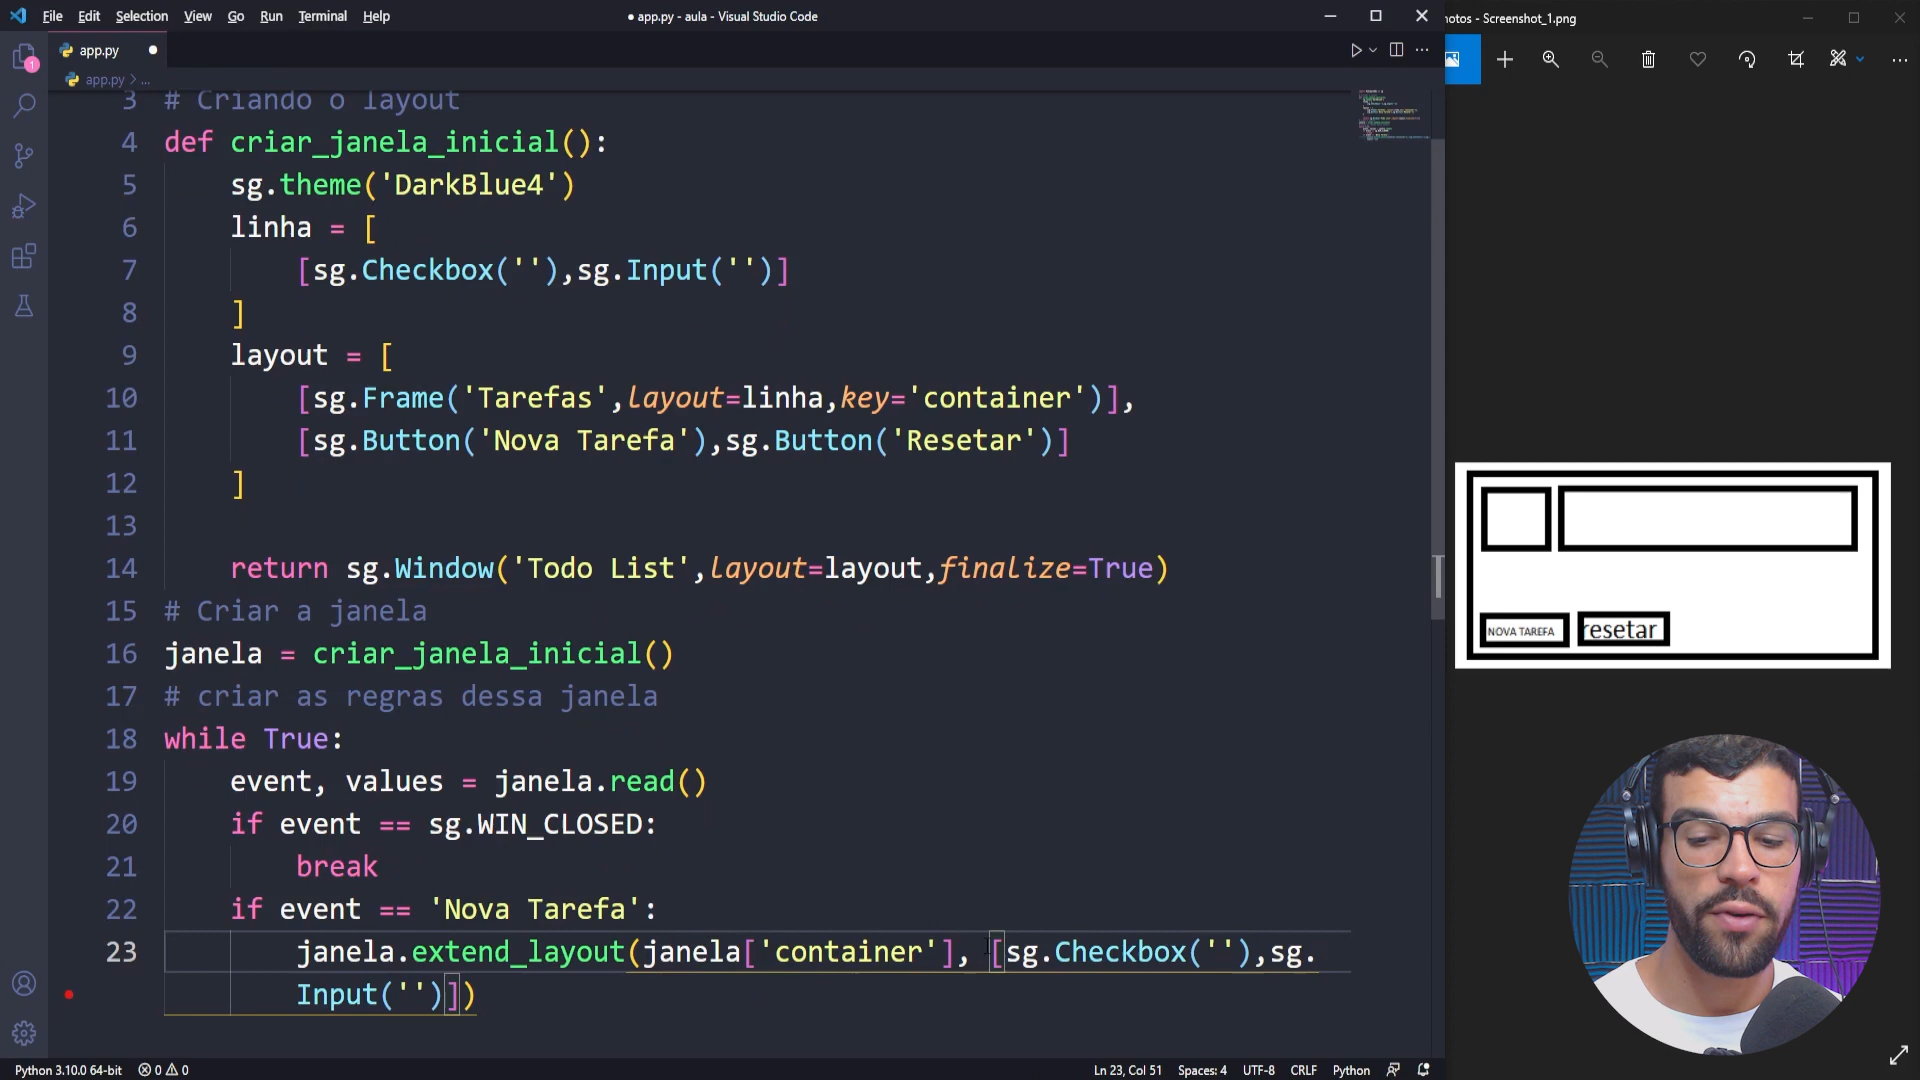 File Edit Selection View Go Run Terminal Help
● app.py - aula - Visual Studio Code
app.py
app.py > ...
3 # Criando o layout
4 def criar_janela_inicial():
5 sg.theme('DarkBlue4')
6 linha = [
7 [sg.Checkbox(''),sg.Input('')]
8 ]
9 layout = [
10 [sg.Frame('Tarefas',layout=linha,key='container')],
11 [sg.Button('Nova Tarefa'),sg.Button('Resetar')]
12 ]
13
14 return sg.Window('Todo List',layout=layout,finalize=True)
15 # Criar a janela
16 janela = criar_janela_inicial()
17 # criar as regras dessa janela
18 while True:
19 event, values = janela.read()
20 if event == sg.WIN_CLOSED:
21 break
22 if event == 'Nova Tarefa':
23 janela.extend_layout(janela['container'], [sg.Checkbox(''),sg.
Input('')])
1
Python 3.10.0 64-bit 0 0
Ln 23, Col 51 Spaces: 4 UTF-8 CRLF Python
otos - Screenshot_1.png
NOVA TAREFA resetar